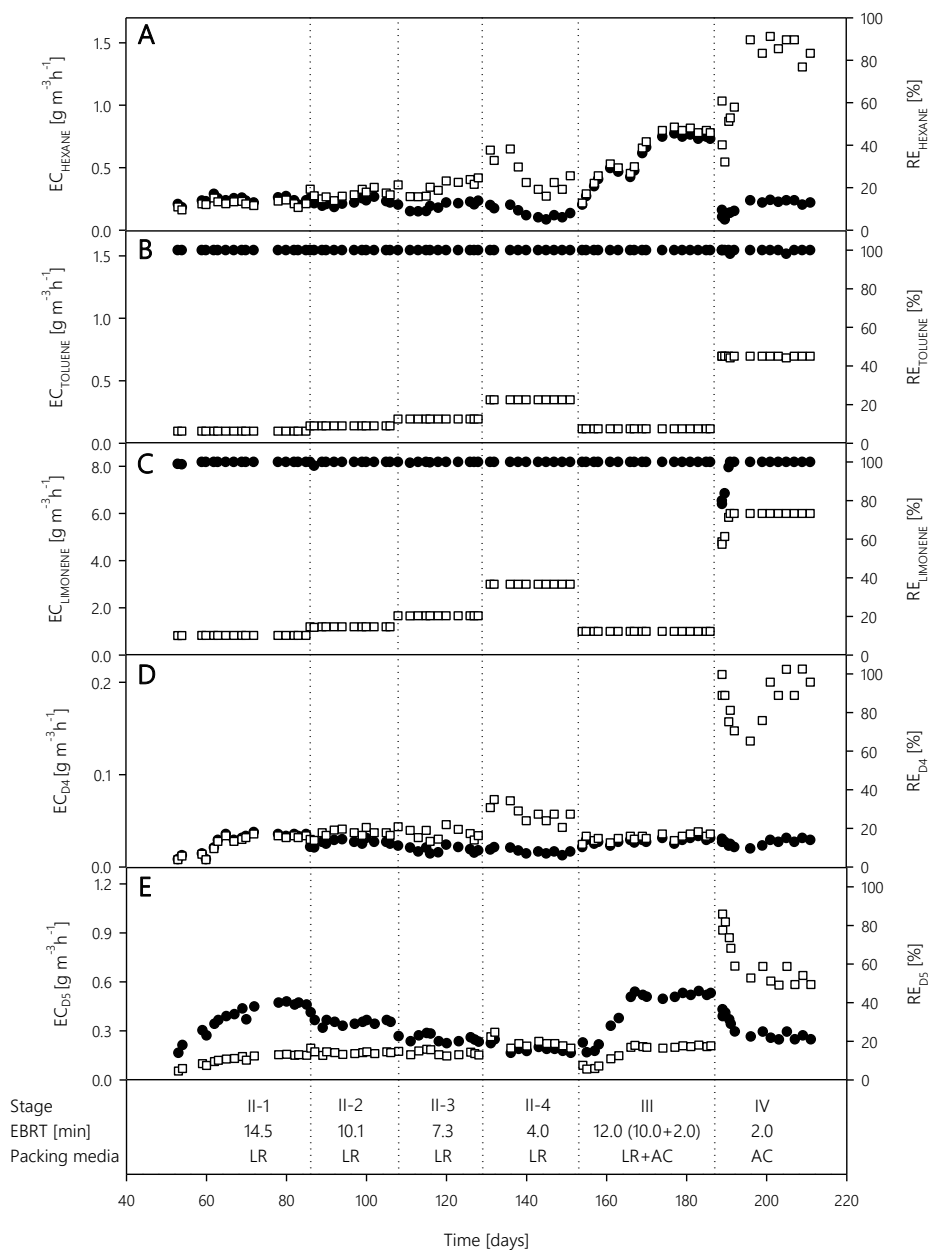 A
EC_HEXANE [g m⁻³h⁻¹]
1.5
1.0
0.5
0.0
100
80
60
40
20
0
RE_HEXANE [%]
B
EC_TOLUENE [g m⁻³h⁻¹]
1.5
1.0
0.5
0.0
100
80
60
40
20
0
RE_TOLUENE [%]
C
EC_LIMONENE [g m⁻³h⁻¹]
8.0
6.0
4.0
2.0
0.0
100
80
60
40
20
0
RE_LIMONENE [%]
D
EC_D4 [g m⁻³h⁻¹]
0.2
0.1
0.0
100
80
60
40
20
0
RE_D4 [%]
E
EC_D5 [g m⁻³h⁻¹]
1.2
0.9
0.6
0.3
0.0
100
80
60
40
20
0
RE_D5 [%]
Stage II-1 II-2 II-3 II-4 III IV
EBRT [min] 14.5 10.1 7.3 4.0 12.0 (10.0+2.0) 2.0
Packing media LR LR LR LR LR+AC AC
40 60 80 100 120 140 160 180 200 220
Time [days]